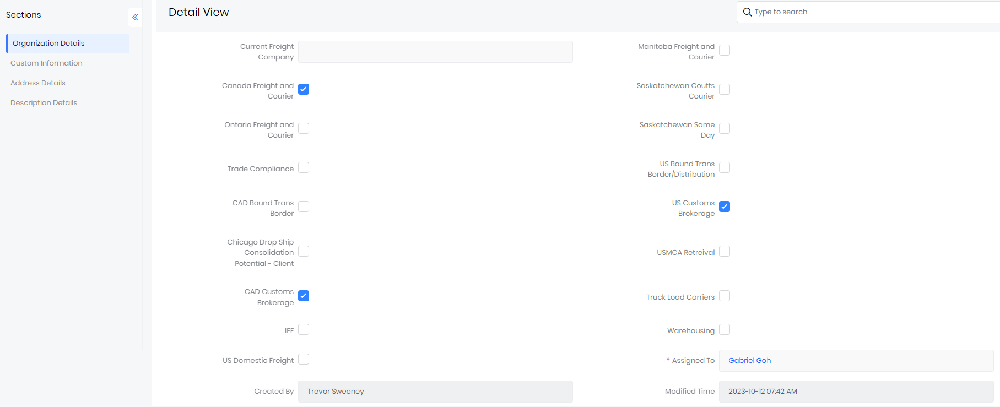 Sections
Organization Details
Custom Information
Address Details
Description Details
Detail View
Type to search
Current Freight
Company
Manitoba Freight and
Courier
Canada Freight and
Courier
Saskatchewan Coutts
Courier
Ontario Freight and
Courier
Saskatchewan Same
Day
Trade Compliance
US Bound Trans
Border/Distribution
CAD Bound Trans
Border
US Customs
Brokerage
Chicago Drop Ship
Consolidation
Potential - Client
USMCA Retreival
CAD Customs
Brokerage
Truck Load Carriers
IFF
Warehousing
US Domestic Freight
* Assigned To
Gabriel Goh
Created By
Trevor Sweeney
Modified Time
2023-10-12 07:42 AM